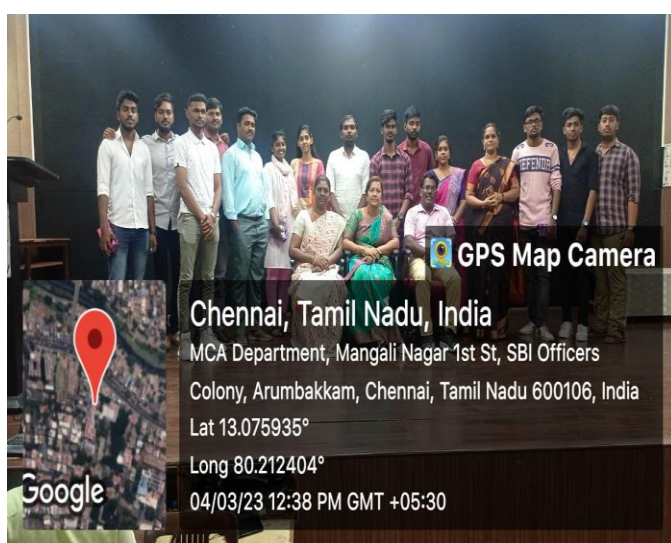 DEFENDR
GPS Map Camera
Chennai, Tamil Nadu, India
MCA Department, Mangali Nagar 1st St, SBI Officers
Colony, Arumbakkam, Chennai, Tamil Nadu 600106, India
Lat 13.075935°
Long 80.212404°
04/03/23 12:38 PM GMT +05:30
Google